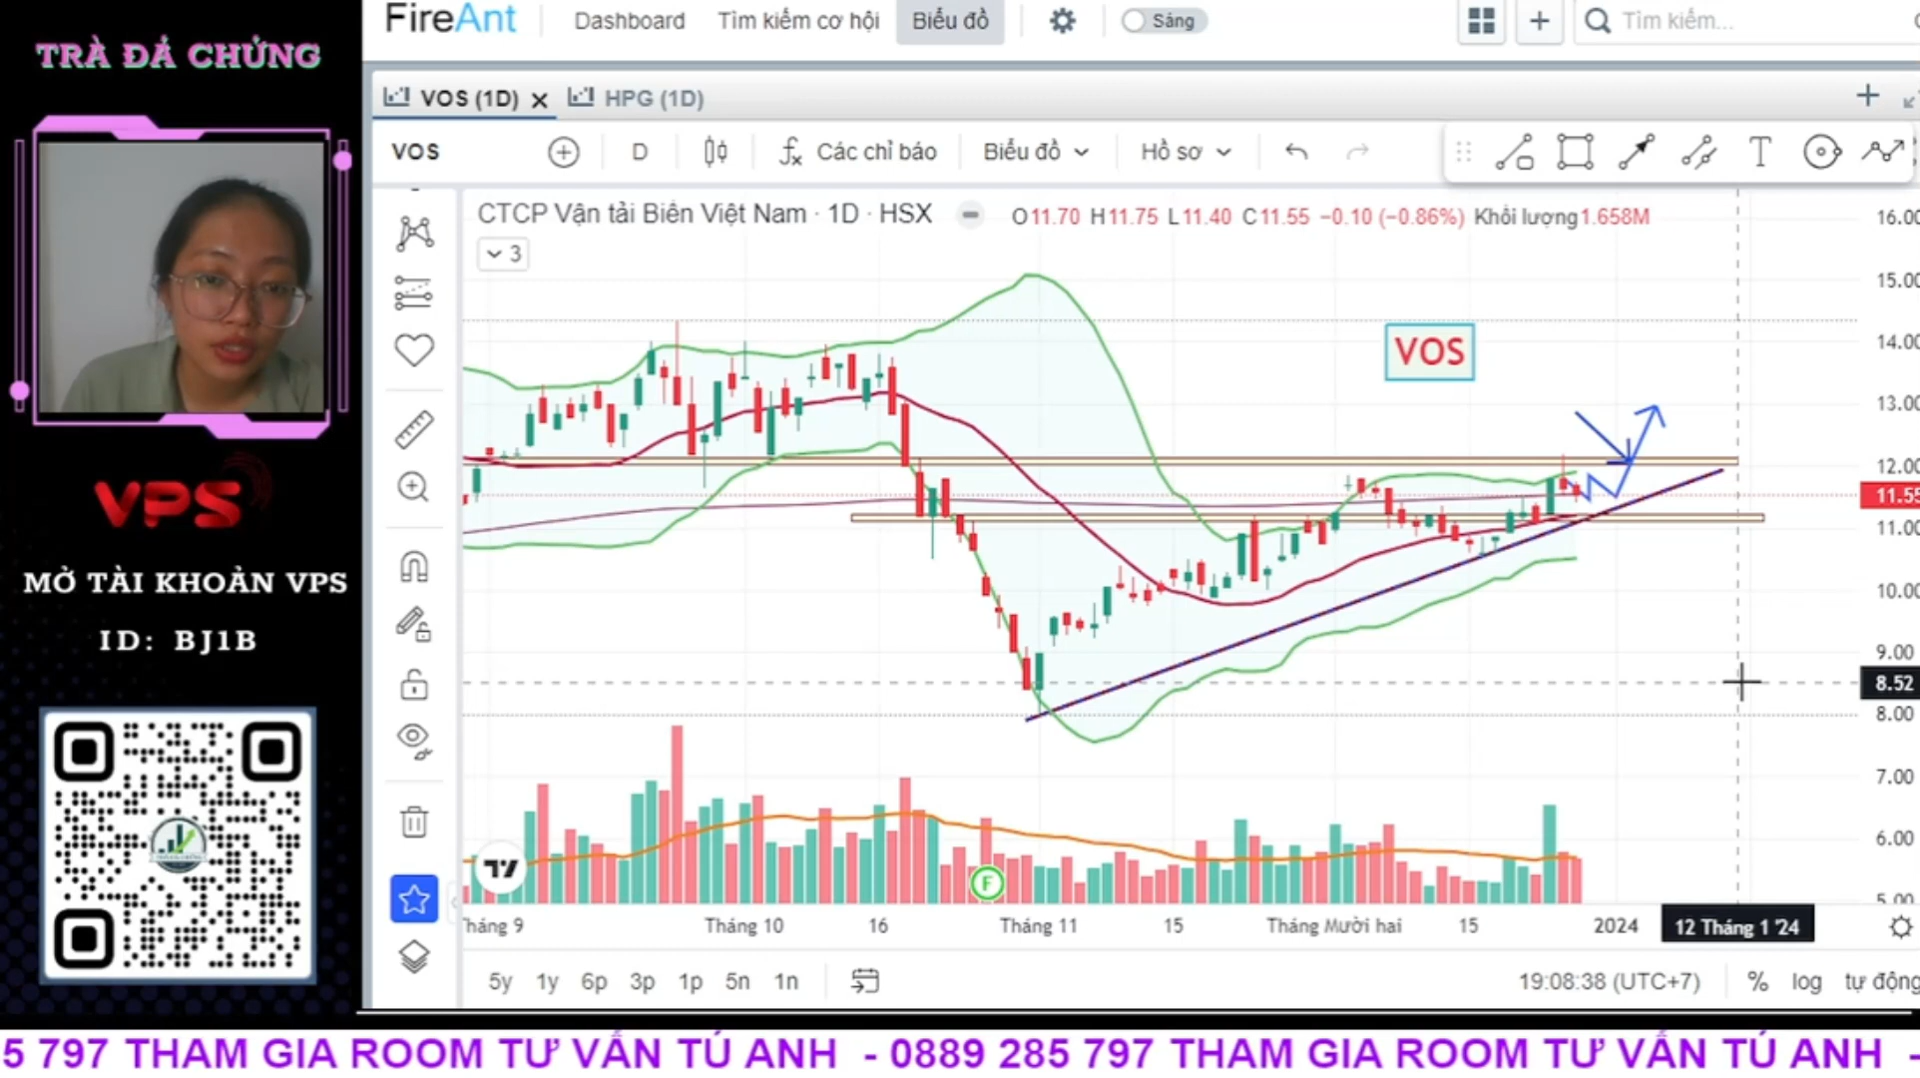 TRÀ ĐÁ CHỨNG
VPS
MỞ TÀI KHOẢN VPS
ID: BJ1B
FireAnt
Dashboard
Tìm kiếm cơ hội
Biểu đồ
Sáng
Tìm kiếm...
VOS (1D)
HPG (1D)
VOS
D
Các chỉ báo
Biểu đồ
Hồ sơ
CTCP Vận tải Biển Việt Nam · 1D · HSX
O11.70 H11.75 L11.40 C11.55 −0.10 (−0.86%) Khối lượng1.658M
3
VOS
16.00
15.00
14.00
13.00
12.00
11.55
11.00
10.00
9.00
8.52
8.00
7.00
6.00
5.00
F
Tháng 9
Tháng 10
16
Tháng 11
15
Tháng Mười hai
15
2024
12 Tháng 1 '24
5y 1y 6p 3p 1p 5n 1n
19:08:38 (UTC+7)
% log tự động
5 797 THAM GIA ROOM TƯ VẤN TÚ ANH - 0889 285 797 THAM GIA ROOM TƯ VẤN TÚ ANH -